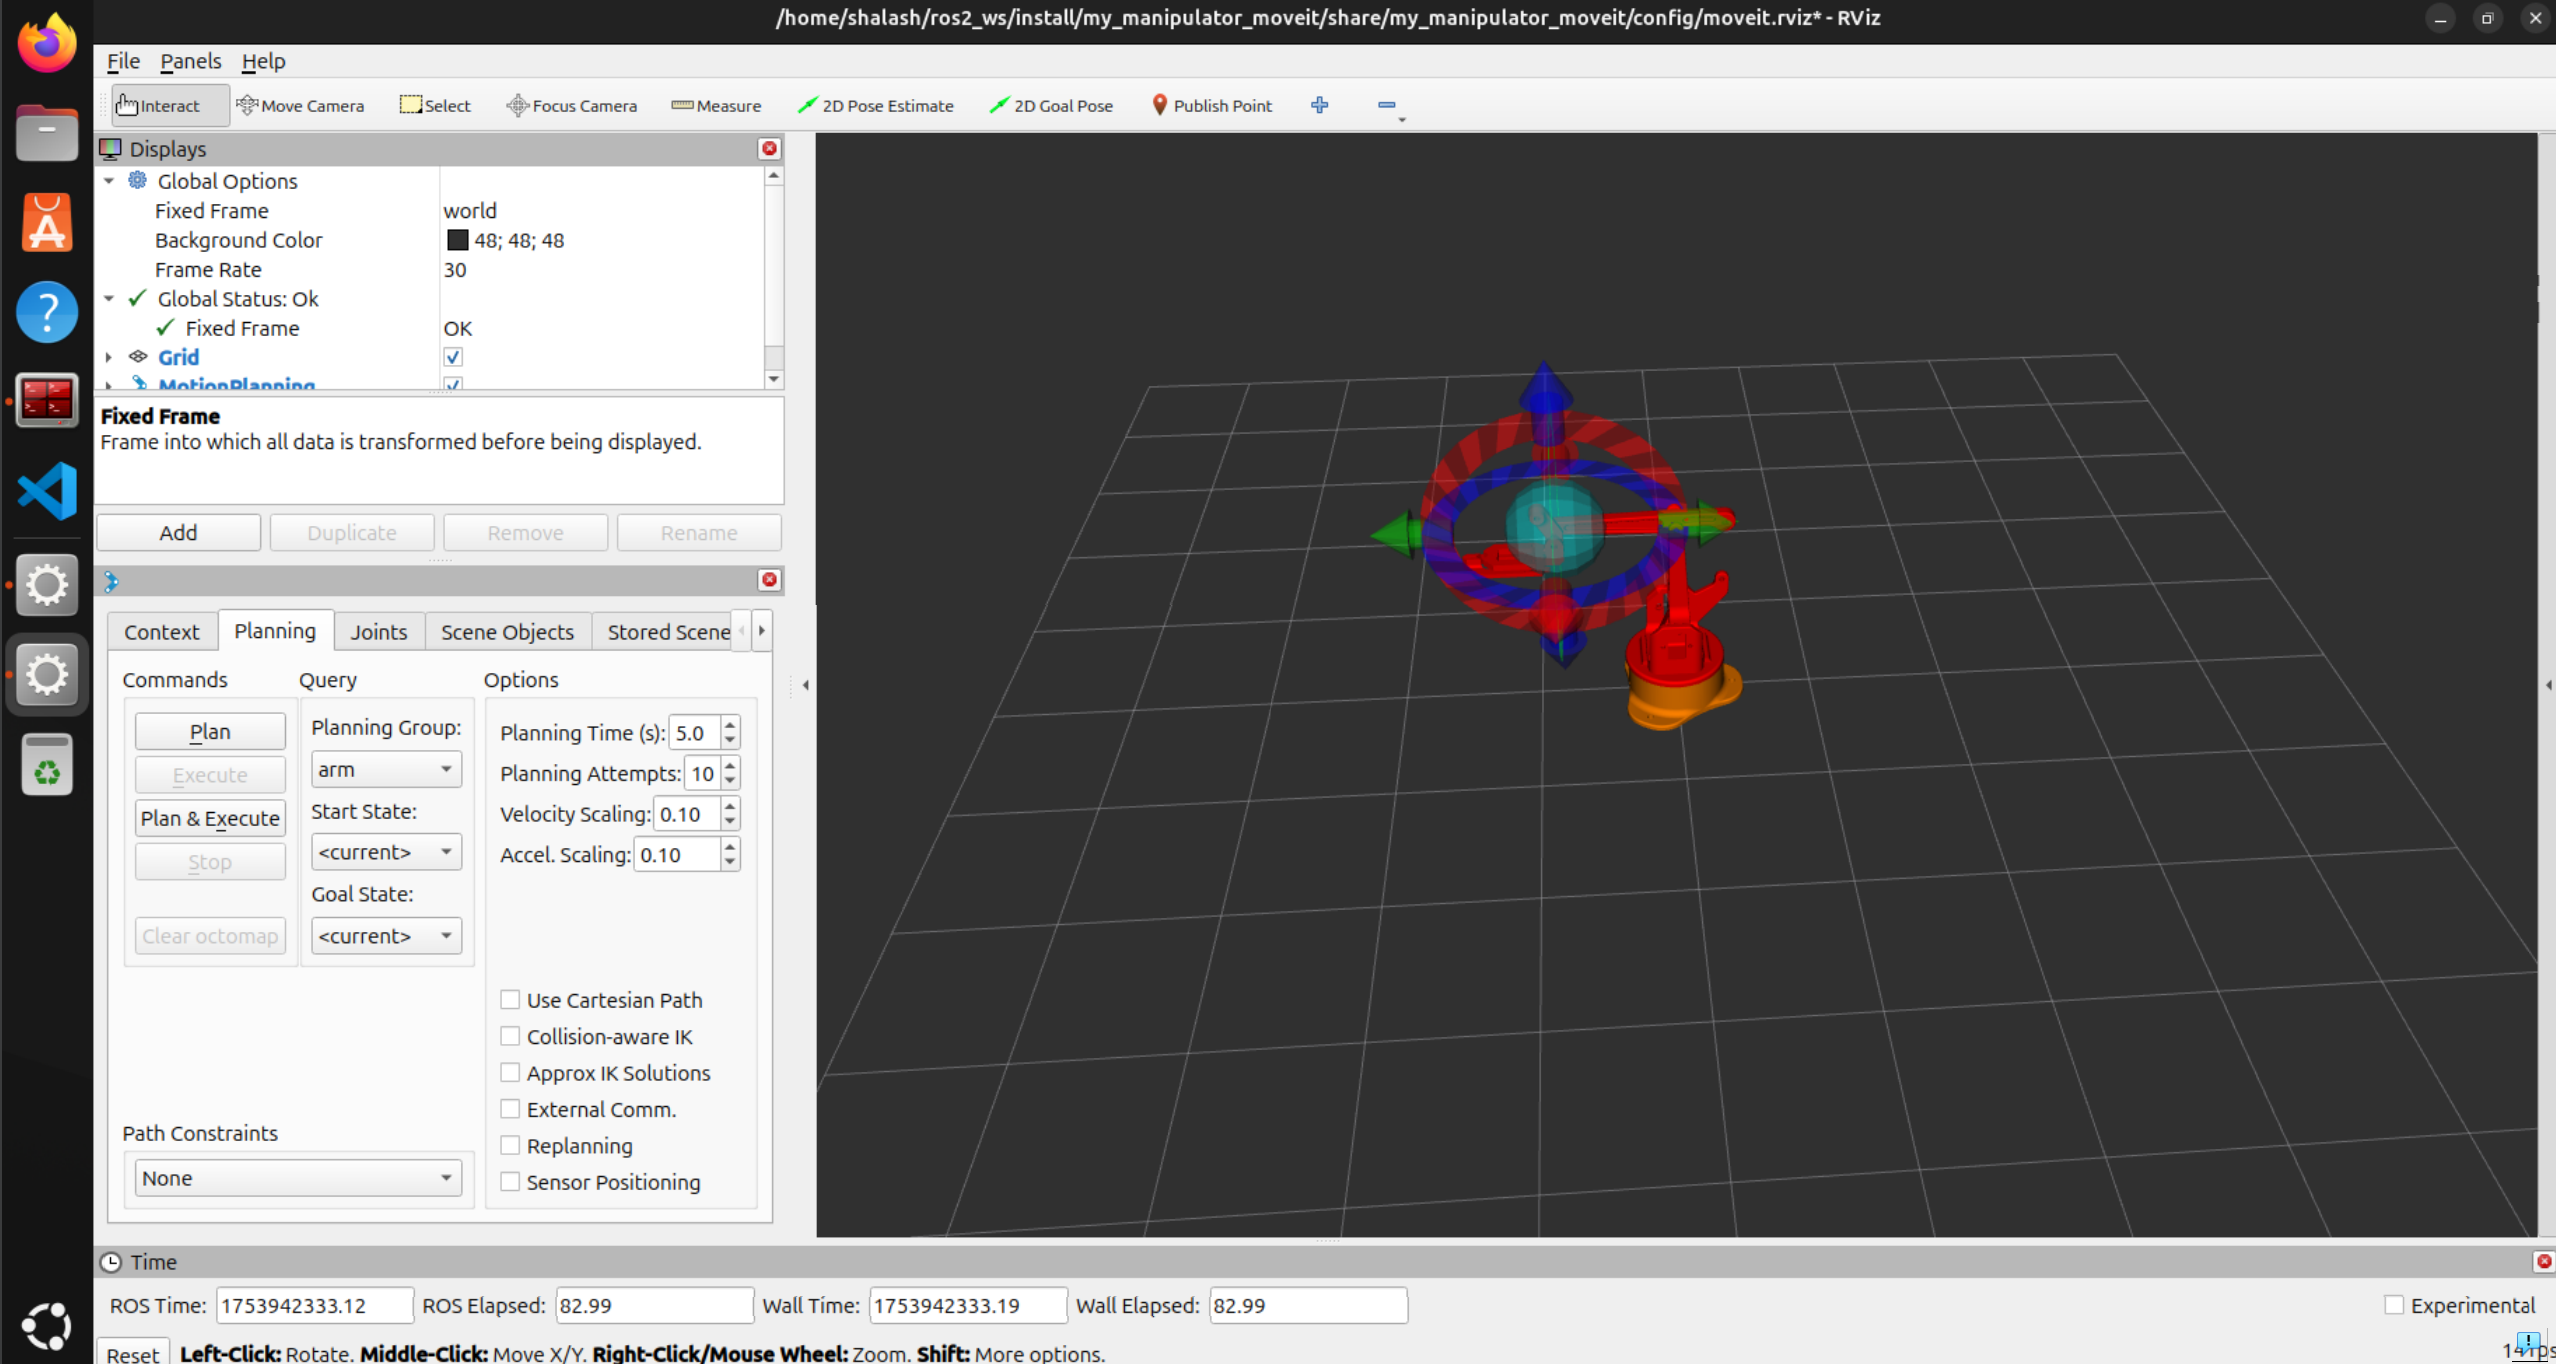 /home/shalash/ros2_ws/install/my_manipulator_moveit/share/my_manipulator_moveit/config/moveit.rviz* - RViz
File Panels Help
Interact Move Camera Select Focus Camera Measure 2D Pose Estimate 2D Goal Pose Publish Point
Displays
Global Options
Fixed Frame world
Background Color 48; 48; 48
Frame Rate 30
Global Status: Ok
Fixed Frame OK
Grid
MotionPlanning
Fixed Frame
Frame into which all data is transformed before being displayed.
Add Duplicate Remove Rename
Context Planning Joints Scene Objects Stored Scene
Commands Query Options
Plan
Execute
Plan & Execute
Stop
Clear octomap
Planning Group:
arm
Start State:
<current>
Goal State:
<current>
Planning Time (s): 5.0
Planning Attempts: 10
Velocity Scaling: 0.10
Accel. Scaling: 0.10
Use Cartesian Path
Collision-aware IK
Approx IK Solutions
External Comm.
Replanning
Sensor Positioning
Path Constraints
None
Time
ROS Time: 1753942333.12 ROS Elapsed: 82.99 Wall Time: 1753942333.19 Wall Elapsed: 82.99 Experimental
Reset Left-Click: Rotate. Middle-Click: Move X/Y. Right-Click/Mouse Wheel: Zoom. Shift: More options.